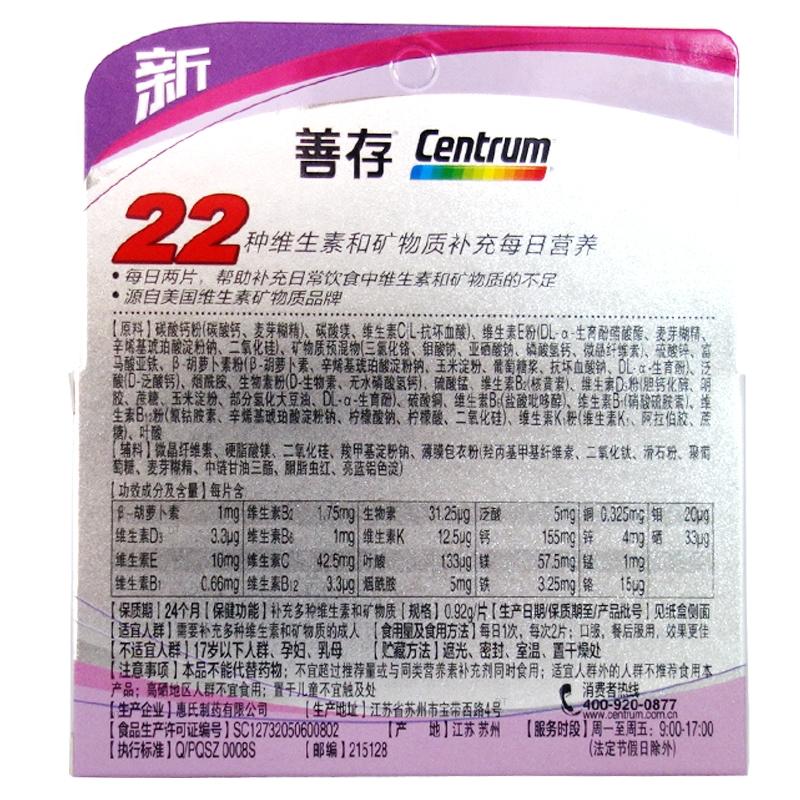 新
善存 Centrum
22种维生素和矿物质补充每日营养
•每日两片，帮助补充日常饮食中维生素和矿物质的不足
•源自美国维生素矿物质品牌
【原料】碳酸钙粉(碳酸钙、麦芽糊精)、碳酸镁、维生素C(L-抗坏血酸)、维生素E粉(DL-α-生育酚醋酸酯、麦芽糊精、
辛烯基琥珀酸淀粉钠、二氧化硅)、矿物质预混物(三氯化铬、钼酸钠、亚硒酸钠、磷酸氢钙、微晶纤维素)、硫酸锌、富
马酸亚铁、β-胡萝卜素粉(β-胡萝卜素、辛烯基琥珀酸淀粉钠、玉米淀粉、葡萄糖浆、抗坏血酸钠、DL-α-生育酚)、泛
酸(D-泛酸钙)、烟酰胺、生物素粉(D-生物素、无水磷酸氢钙)、硫酸锰、维生素B₂(核黄素)、维生素D₃粉(胆钙化醇、明
胶、蔗糖、玉米淀粉、部分氢化大豆油、DL-α-生育酚)、硫酸铜、维生素B₆(盐酸吡哆醇)、维生素B₁(硝酸硫胺素)、维
生素B₁₂粉(氰钴胺素、辛烯基琥珀酸淀粉钠、柠檬酸钠、柠檬酸、二氧化硅)、维生素K₁粉(维生素K₁、阿拉伯胶、蔗
糖)、叶酸
【辅料】微晶纤维素、硬脂酸镁、二氧化硅、羧甲基淀粉钠、薄膜包衣粉(羟丙基甲基纤维素、二氧化钛、滑石粉、聚葡
萄糖、麦芽糊精、中链甘油三酯、胭脂虫红、亮蓝铝色淀)
【功效成分及含量】每片含
β-胡萝卜素 1mg 维生素B₂ 1.75mg 生物素 31.25μg 泛酸 5mg 铜 0.325mg 钼 20μg
维生素D₃ 3.3μg 维生素B₆ 1mg 维生素K 12.5μg 钙 155mg 锌 4mg 硒 33μg
维生素E 10mg 维生素C 42.5mg 叶酸 133μg 镁 57.5mg 锰 1mg
维生素B₁ 0.66mg 维生素B₁₂ 3.3μg 烟酰胺 5mg 铁 3.25mg 铬 15μg
【保质期】24个月【保健功能】补充多种维生素和矿物质【规格】0.92g/片【生产日期/保质期至/产品批号】见纸盒侧面
【适宜人群】需要补充多种维生素和矿物质的成人【食用量及食用方法】每日1次，每次2片；口服，餐后服用，效果更佳
【不适宜人群】17岁以下人群、孕妇、乳母【贮藏方法】遮光、密封、室温、置干燥处
【注意事项】本品不能代替药物；不宜超过推荐量或与同类营养素补充剂同时食用；适宜人群外的人群不推荐食用本
产品；高硒地区人群不宜食用；置于儿童不宜触及处
消费者热线
400-920-0877
www.centrum.com.cn
【生产企业】惠氏制药有限公司 【生产地址】江苏省苏州市宝带西路4号
【食品生产许可证编号】SC12732050600802 【产 地】江苏 苏州 【服务时段】周一至周五：9:00-17:00
【执行标准】Q/PQSZ 0008S 【邮编】215128 (法定节假日除外)